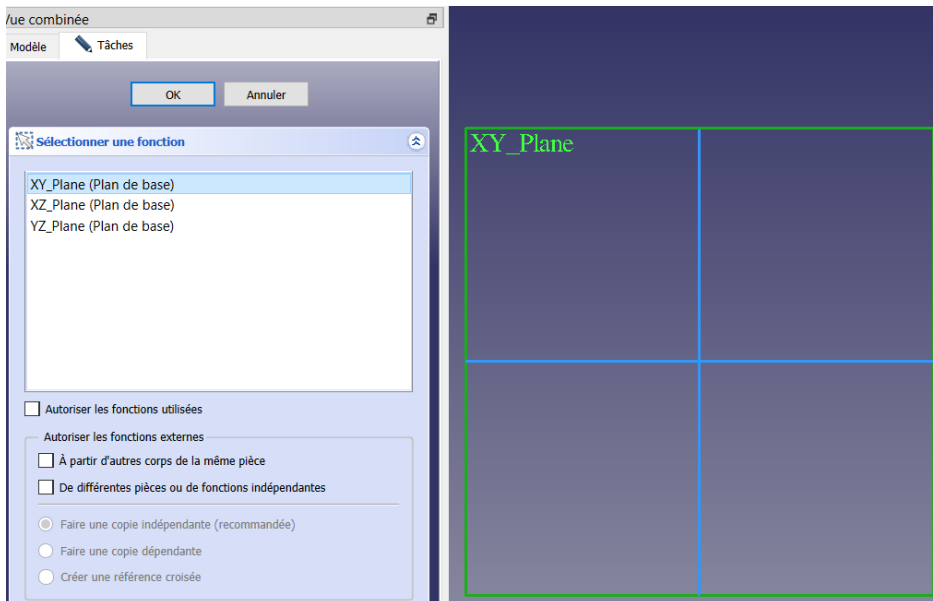 Vue combinée
Modèle
Tâches
OK
Annuler
Sélectionner une fonction
XY_Plane (Plan de base)
XZ_Plane (Plan de base)
YZ_Plane (Plan de base)
Autoriser les fonctions utilisées
Autoriser les fonctions externes
À partir d'autres corps de la même pièce
De différentes pièces ou de fonctions indépendantes
Faire une copie indépendante (recommandée)
Faire une copie dépendante
Créer une référence croisée
XY_Plane